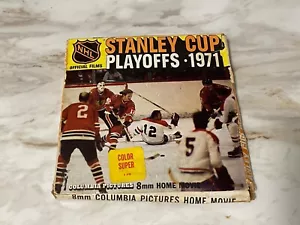 NHL
OFFICIAL FILMS
STANLEY CUP
PLAYOFFS · 1971
2
12
5
COLOR
SUPER
COLUMBIA PICTURES 8mm HOME MOVIE
8mm COLUMBIA PICTURES HOME MOVIE